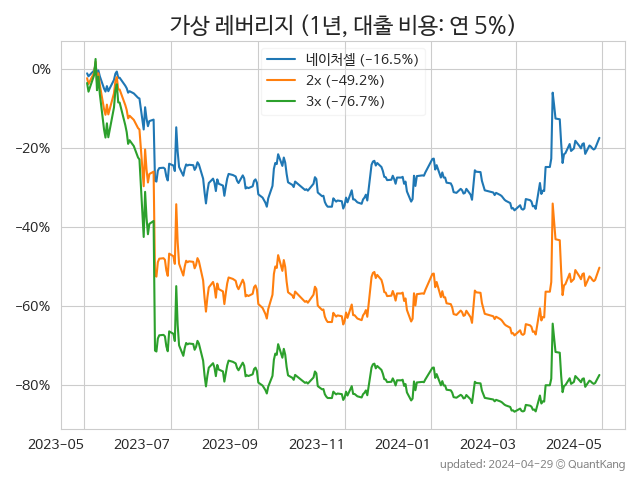 가상 레버리지 (1년, 대출 비용: 연 5%)
네이처셀 (−16.5%)
2x (−49.2%)
3x (−76.7%)
0%
−20%
−40%
−60%
−80%
2023-05 2023-07 2023-09 2023-11 2024-01 2024-03 2024-05
updated: 2024-04-29 © QuantKang